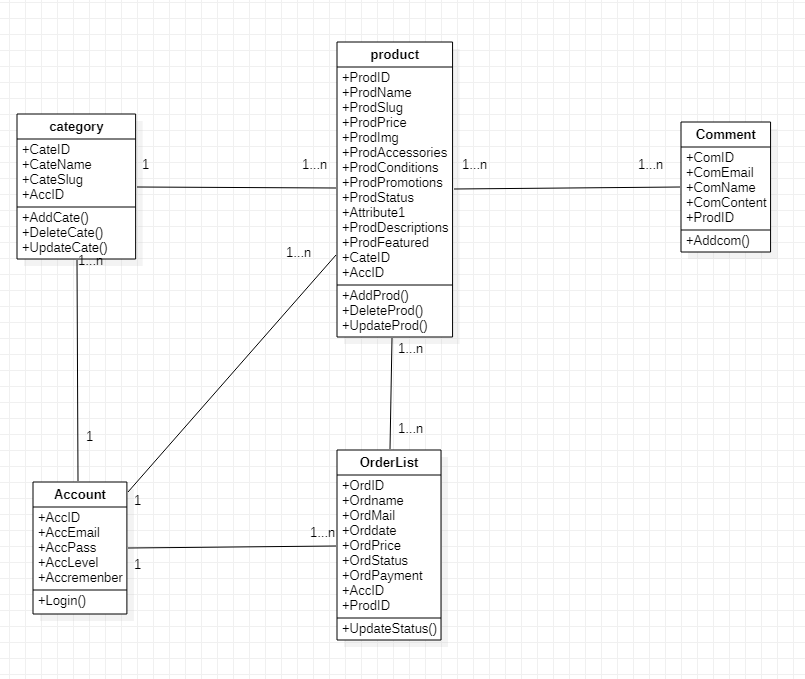 product
+ProdID
+ProdName
+ProdSlug
+ProdPrice
+ProdImg
+ProdAccessories
+ProdConditions
+ProdPromotions
+ProdStatus
+Attribute1
+ProdDescriptions
+ProdFeatured
+CateID
+AccID
+AddProd()
+DeleteProd()
+UpdateProd()
category
+CateID
+CateName
+CateSlug
+AccID
+AddCate()
+DeleteCate()
+UpdateCate()
Comment
+ComID
+ComEmail
+ComName
+ComContent
+ProdID
+Addcom()
1
1...n
1...n
1...n
1...n
1...n
1...n
1...n
1
Account
+AccID
+AccEmail
+AccPass
+AccLevel
+Accremenber
+Login()
1
1
1...n
OrderList
+OrdID
+Ordname
+OrdMail
+Orddate
+OrdPrice
+OrdStatus
+OrdPayment
+AccID
+ProdID
+UpdateStatus()